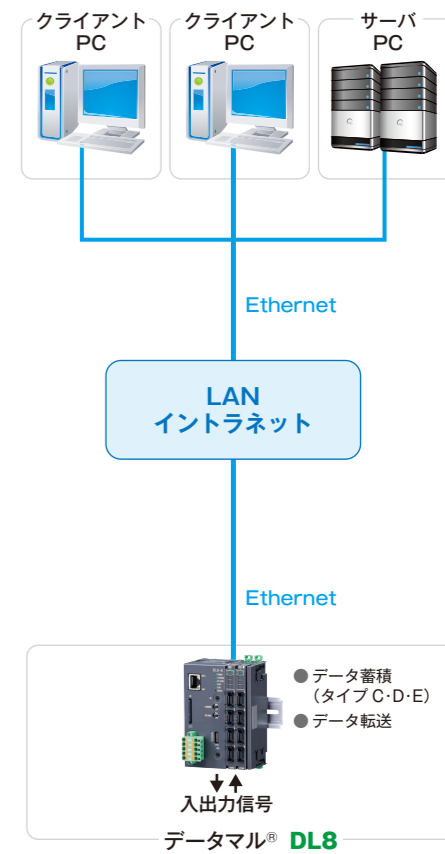 クライアント
PC
クライアント
PC
サーバ
PC
Ethernet
LAN
イントラネット
Ethernet
● データ蓄積
(タイプ C・D・E)
● データ転送
入出力信号
データマル® DL8